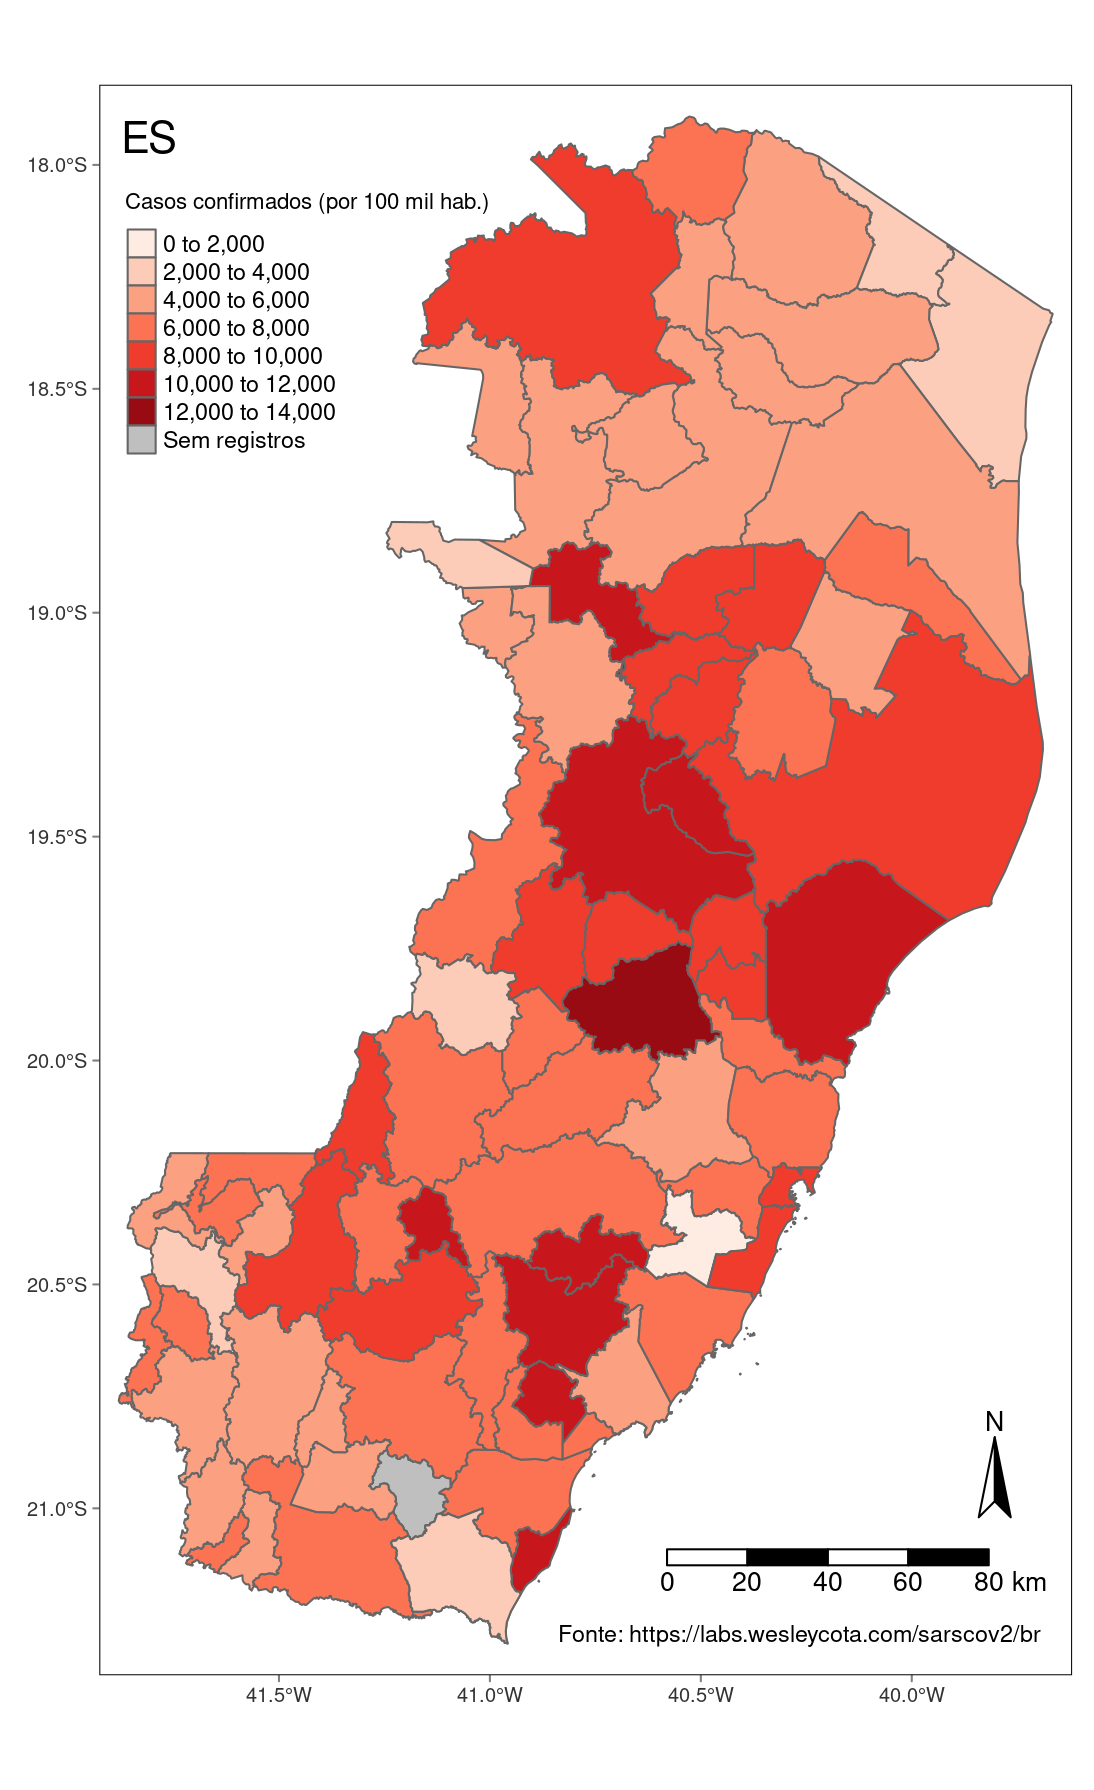 ES
Casos confirmados (por 100 mil hab.)
0 to 2,000
2,000 to 4,000
4,000 to 6,000
6,000 to 8,000
8,000 to 10,000
10,000 to 12,000
12,000 to 14,000
Sem registros
18.0°S
18.5°S
19.0°S
19.5°S
20.0°S
20.5°S
21.0°S
N
0 20 40 60 80 km
Fonte: https://labs.wesleycota.com/sarscov2/br
41.5°W 41.0°W 40.5°W 40.0°W